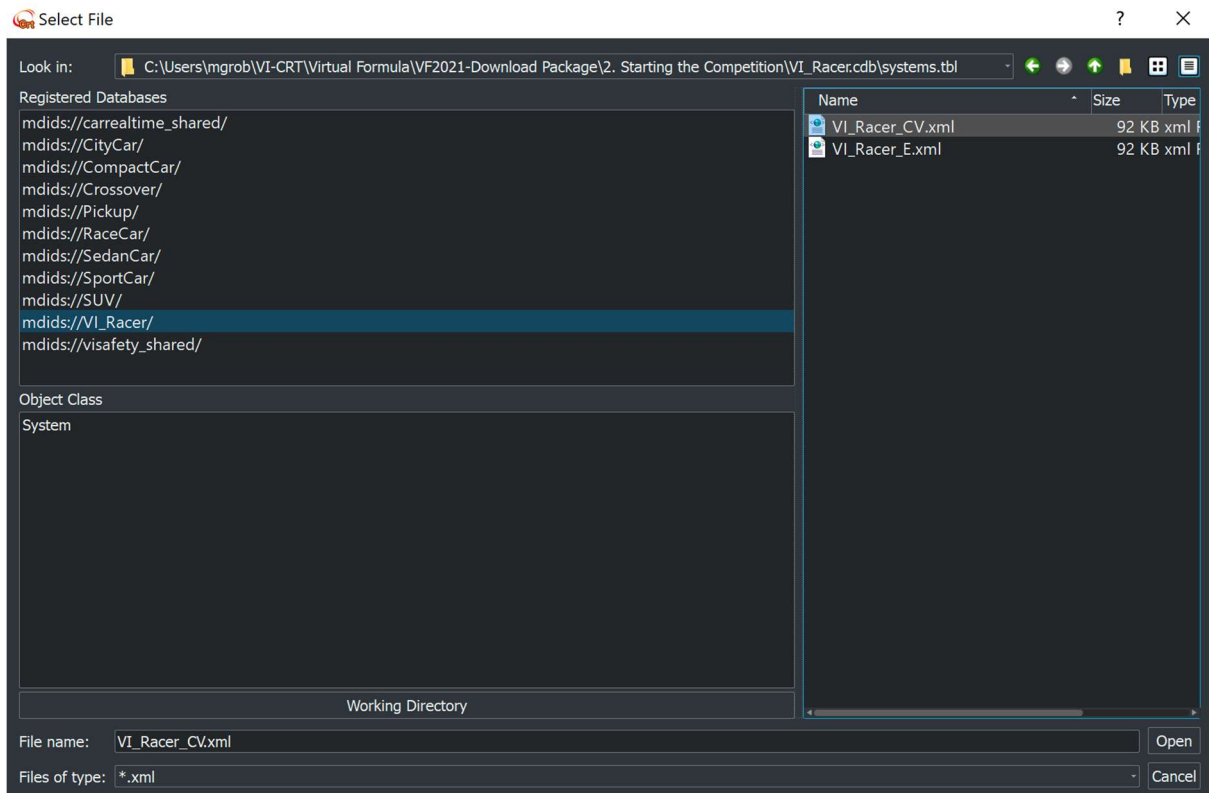 Crt Select File ?
Look in: C:\Users\mgrob\VI-CRT\Virtual Formula\VF2021-Download Package\2. Starting the Competition\VI_Racer.cdb\systems.tbl
Registered Databases
mdids://carrealtime_shared/
mdids://CityCar/
mdids://CompactCar/
mdids://Crossover/
mdids://Pickup/
mdids://RaceCar/
mdids://SedanCar/
mdids://SportCar/
mdids://SUV/
mdids://VI_Racer/
mdids://visafety_shared/
Object Class
System
Working Directory
Name Size Type
VI_Racer_CV.xml 92 KB xml
VI_Racer_E.xml 92 KB xml
File name: VI_Racer_CV.xml Open
Files of type: *.xml Cancel